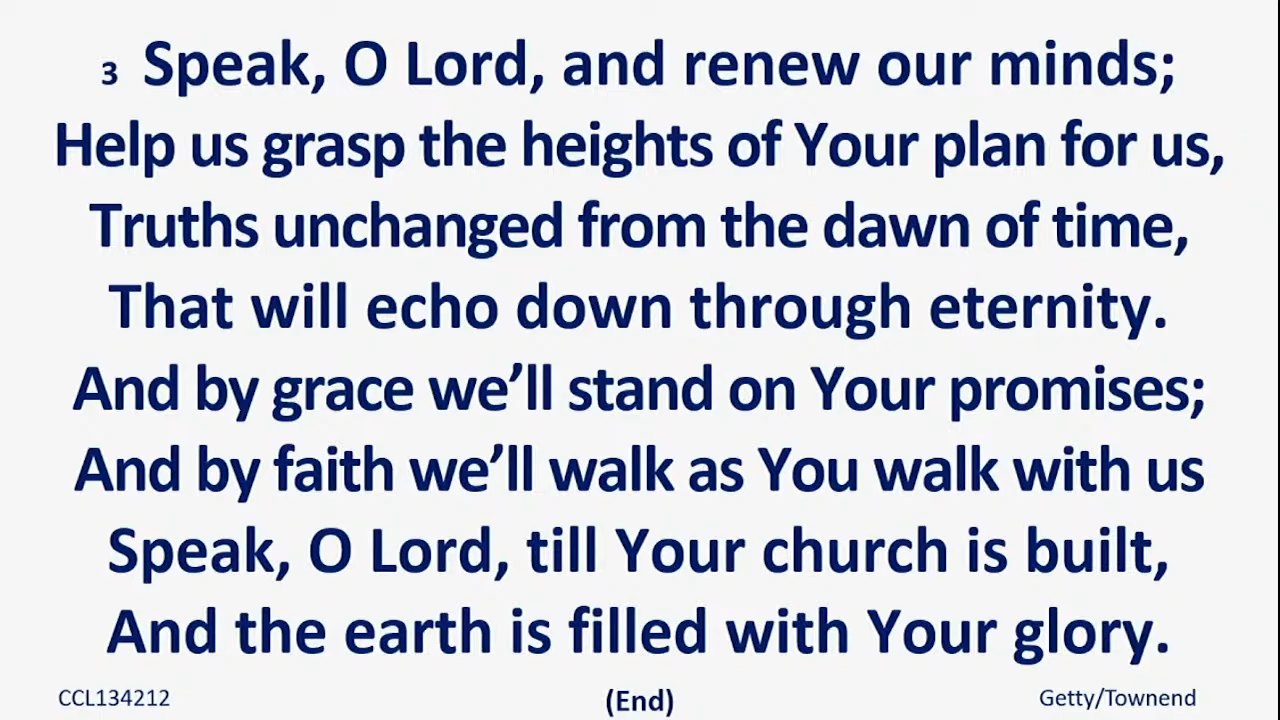 3 Speak, O Lord, and renew our minds;
Help us grasp the heights of Your plan for us,
Truths unchanged from the dawn of time,
That will echo down through eternity.
And by grace we’ll stand on Your promises;
And by faith we’ll walk as You walk with us
Speak, O Lord, till Your church is built,
And the earth is filled with Your glory.
CCL134212 (End) Getty/Townend